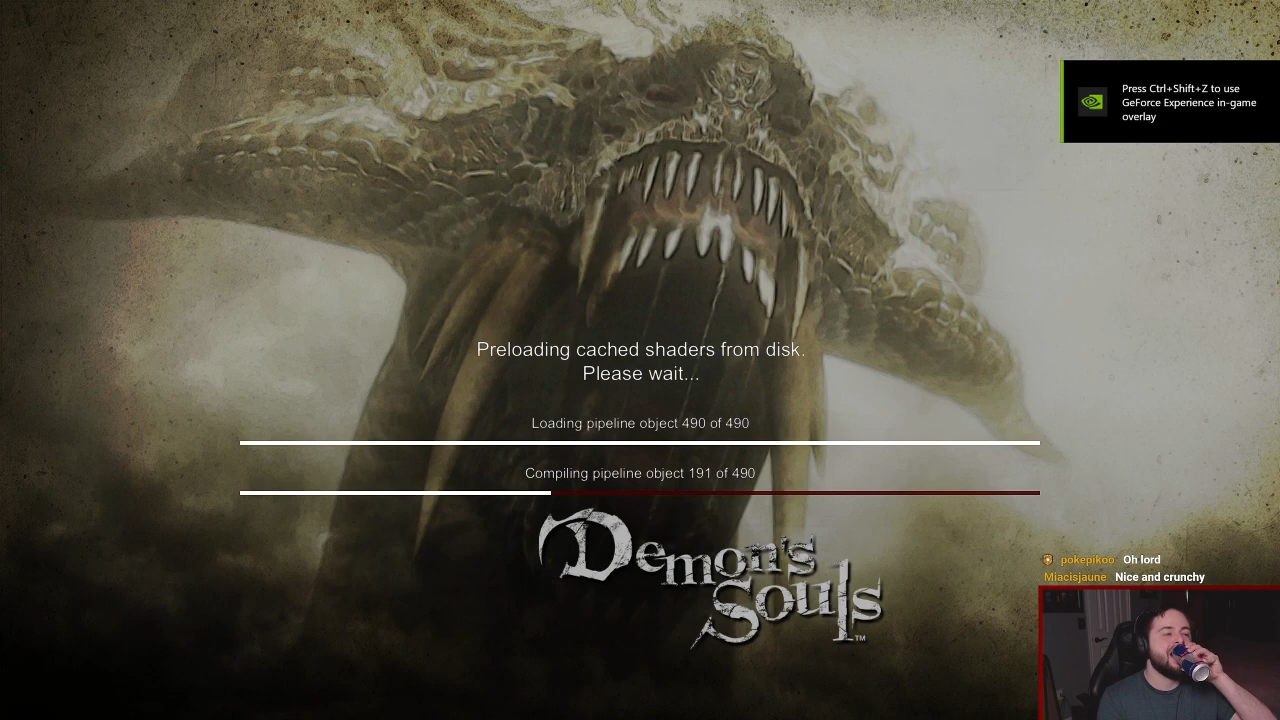 Press Ctrl+Shift+Z to use
GeForce Experience in-game
overlay
Preloading cached shaders from disk.
Please wait...
Loading pipeline object 490 of 490
Compiling pipeline object 191 of 490
Demon's
Souls™
pokepikoo Oh lord
Miacisjaune Nice and crunchy